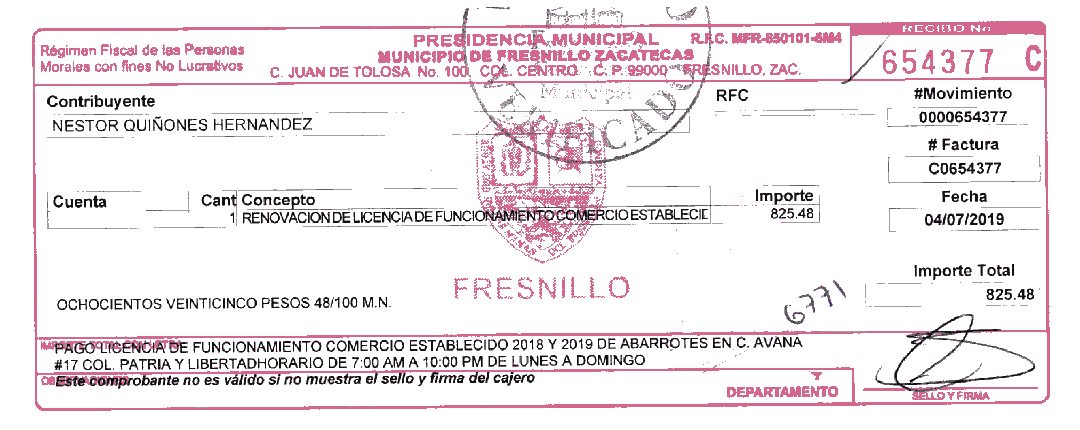 RECIBO No
PRESIDENCIA MUNICIPAL R.F.C. MFR-850101-6M4
Régimen Fiscal de las Personas
Morales con fines No Lucrativos
MUNICIPIO DE FRESNILLO ZACATECAS
C. JUAN DE TOLOSA No. 100 COL. CENTRO C. P. 99000 FRESNILLO, ZAC.
654377 C
Contribuyente
RFC
#Movimiento
NESTOR QUIÑONES HERNANDEZ
0000654377
# Factura
C0654377
Cuenta
Cant Concepto
Importe
Fecha
1 RENOVACION DE LICENCIA DE FUNCIONAMIENTO COMERCIO ESTABLECID
825.48
04/07/2019
FRESNILLO
Importe Total
825.48
OCHOCIENTOS VEINTICINCO PESOS 48/100 M.N.
6771
PAGO LICENCIA DE FUNCIONAMIENTO COMERCIO ESTABLECIDO 2018 Y 2019 DE ABARROTES EN C. AVANA
#17 COL. PATRIA Y LIBERTADHORARIO DE 7:00 AM A 10:00 PM DE LUNES A DOMINGO
Este comprobante no es válido si no muestra el sello y firma del cajero
DEPARTAMENTO
SELLO Y FIRMA